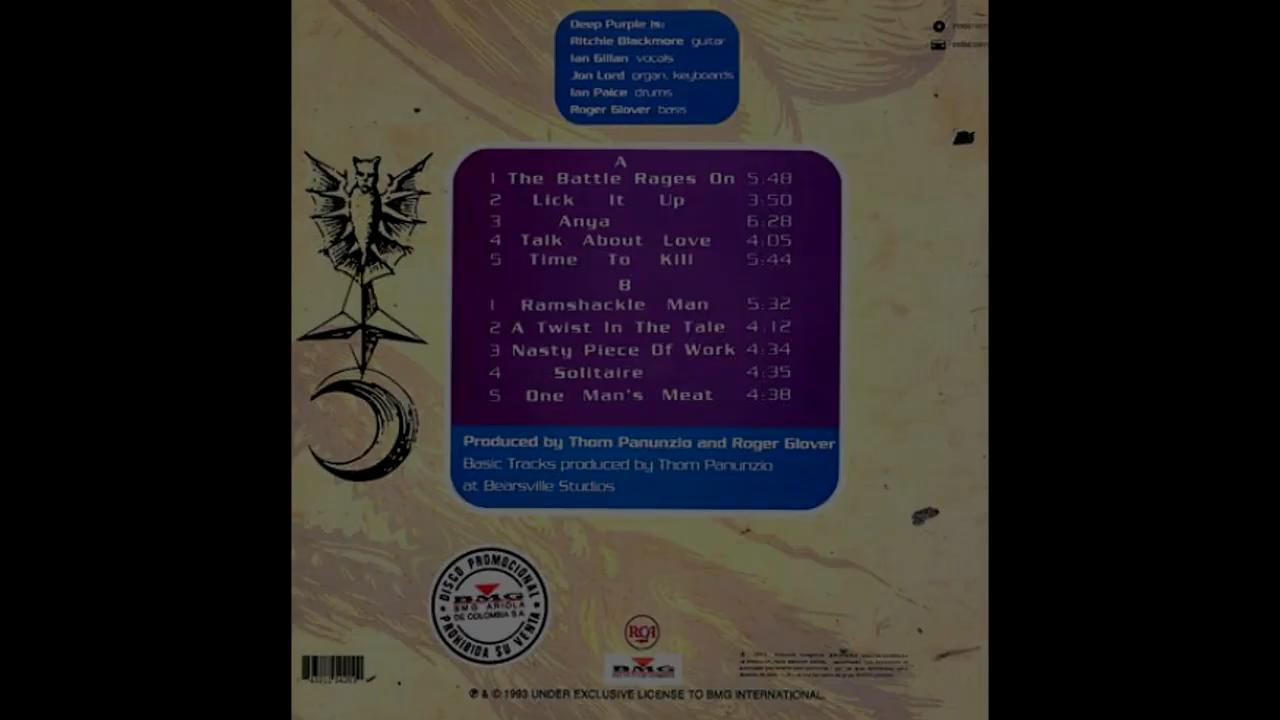 Deep Purple is:
Ritchie Blackmore guitar
Ian Gillan vocals
Jon Lord organ, keyboards
Ian Paice drums
Roger Glover bass
A
1 The Battle Rages On 5:48
2 Lick It Up 3:50
3 Anya 6:28
4 Talk About Love 4:05
5 Time To Kill 5:44
B
1 Ramshackle Man 5:32
2 A Twist In The Tale 4:12
3 Nasty Piece Of Work 4:34
4 Solitaire 4:35
5 One Man's Meat 4:38
Produced by Thom Panunzio and Roger Glover
Basic Tracks produced by Thom Panunzio
at Bearsville Studios
DISCO PROMOCIONAL
BMG
BMG ARIOLA
DE COLOMBIA S.A.
PROHIBIDA SU VENTA
RCA
BMG
℗ & © 1993 UNDER EXCLUSIVE LICENSE TO BMG INTERNATIONAL.